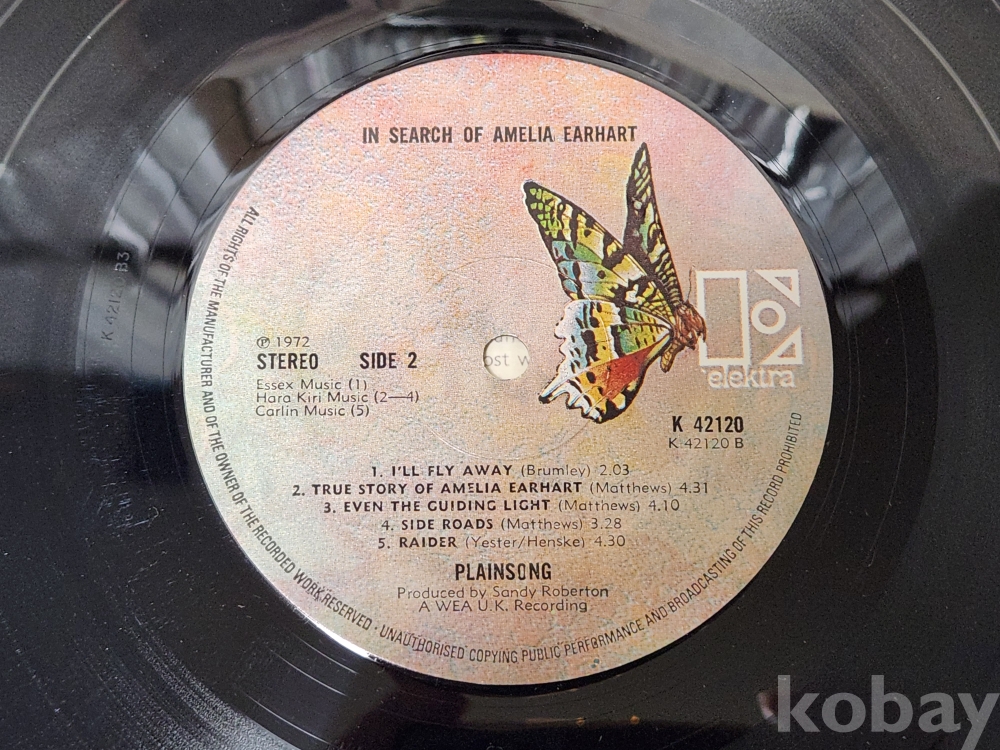 IN SEARCH OF AMELIA EARHART
ALL RIGHTS OF THE MANUFACTURER AND OF THE OWNER OF THE RECORDED WORK RESERVED · UNAUTHORISED COPYING PUBLIC PERFORMANCE AND BROADCASTING OF THIS RECORD PROHIBITED
K 42120 B3
℗ 1972
STEREO SIDE 2
Essex Music (1)
Hara Kiri Music (2—4)
Carlin Music (5)
elektra
K 42120
K.42120 B
1. I'LL FLY AWAY (Brumley) 2.03
2. TRUE STORY OF AMELIA EARHART (Matthews) 4.31
3. EVEN THE GUIDING LIGHT (Matthews) 4.10
4. SIDE ROADS (Matthews) 3.28
5. RAIDER (Yester/Henske) 4.30
PLAINSONG
Produced by Sandy Roberton
A WEA U.K. Recording
kobay